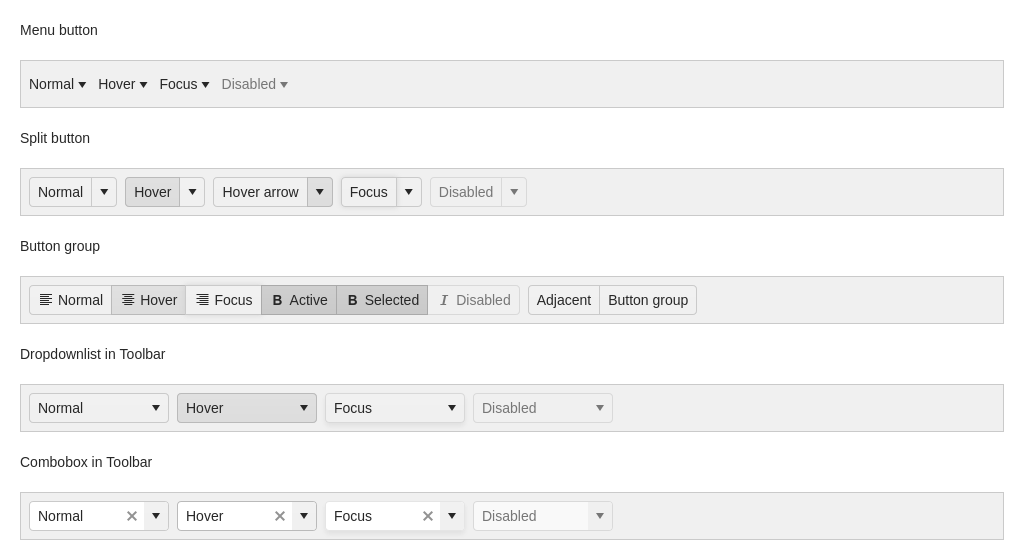 Menu button
Normal Hover Focus Disabled
Split button
Normal Hover Hover arrow Focus Disabled
Button group
Normal Hover Focus B Active B Selected I Disabled Adjacent Button group
Dropdownlist in Toolbar
Normal Hover Focus Disabled
Combobox in Toolbar
Normal Hover Focus Disabled